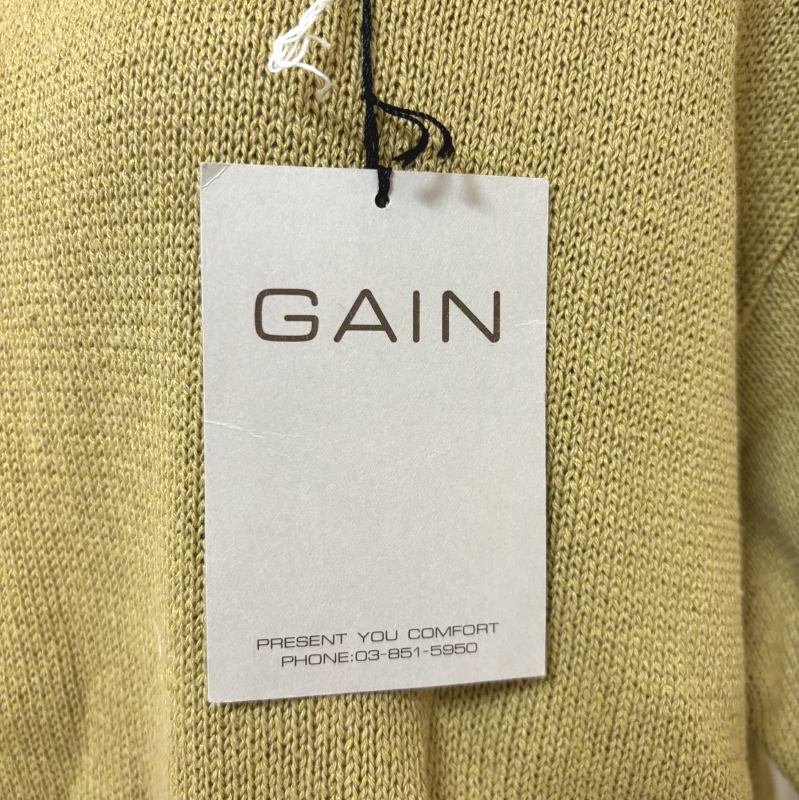 GAIN
PRESENT YOU COMFORT
PHONE:03-851-5950